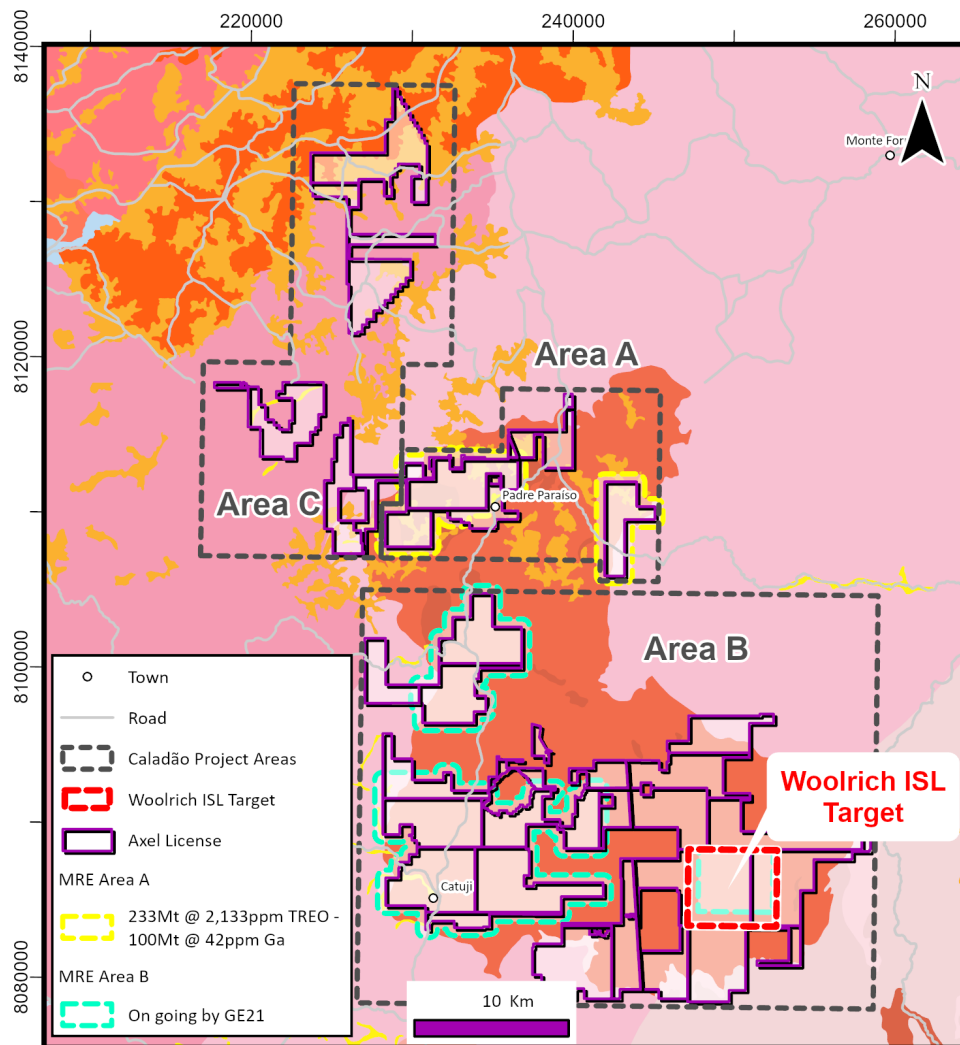 220000
240000
260000
8140000
8120000
8100000
8080000
N
Monte For
Area A
Padre Paraíso
Area C
Area B
Woolrich ISL
Target
Catuji
Town
Road
Caladão Project Areas
Woolrich ISL Target
Axel License
MRE Area A
233Mt @ 2,133ppm TREO -
100Mt @ 42ppm Ga
MRE Area B
On going by GE21
10 Km